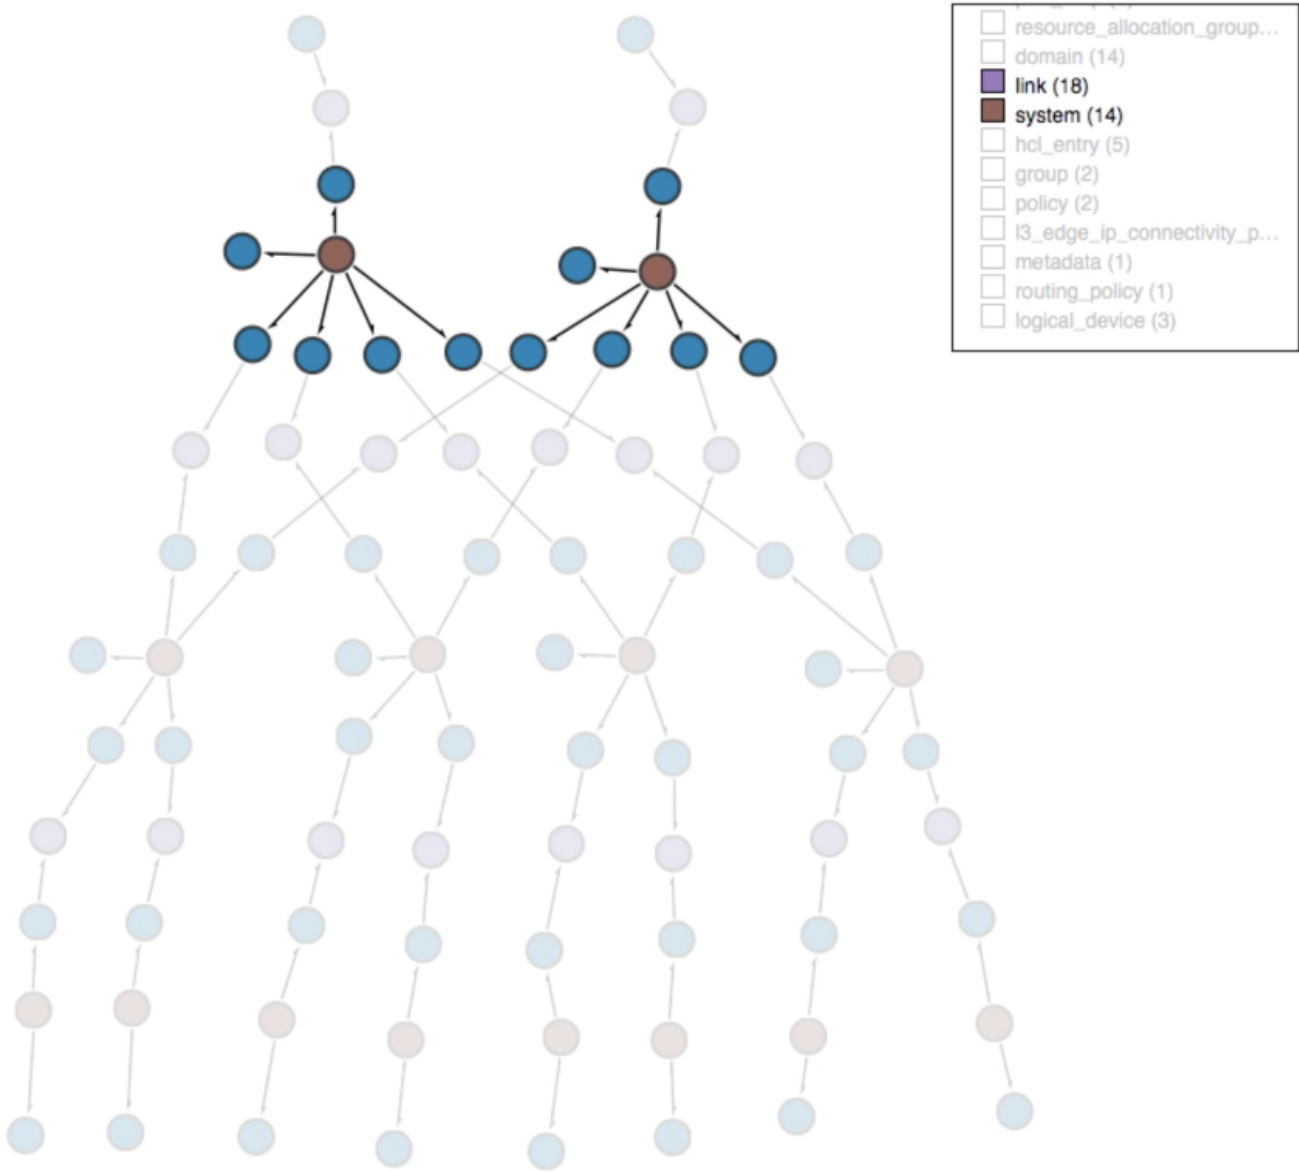 resource_allocation_group...
domain (14)
link (18)
system (14)
hcl_entry (5)
group (2)
policy (2)
l3_edge_ip_connectivity_p...
metadata (1)
routing_policy (1)
logical_device (3)